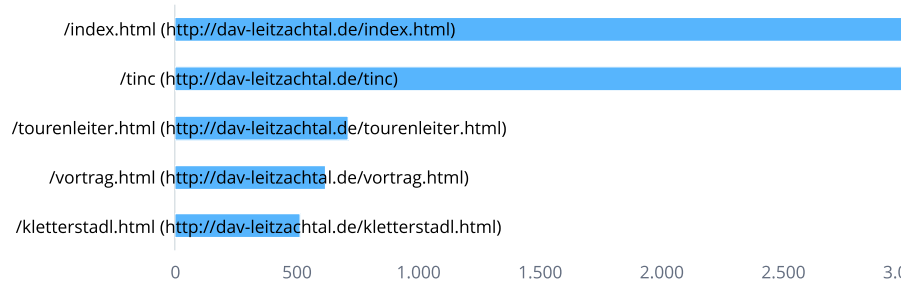 /index.html (http://dav-leitzachtal.de/index.html)
/tinc (http://dav-leitzachtal.de/tinc)
/tourenleiter.html (http://dav-leitzachtal.de/tourenleiter.html)
/vortrag.html (http://dav-leitzachtal.de/vortrag.html)
/kletterstadl.html (http://dav-leitzachtal.de/kletterstadl.html)
0 500 1.000 1.500 2.000 2.500